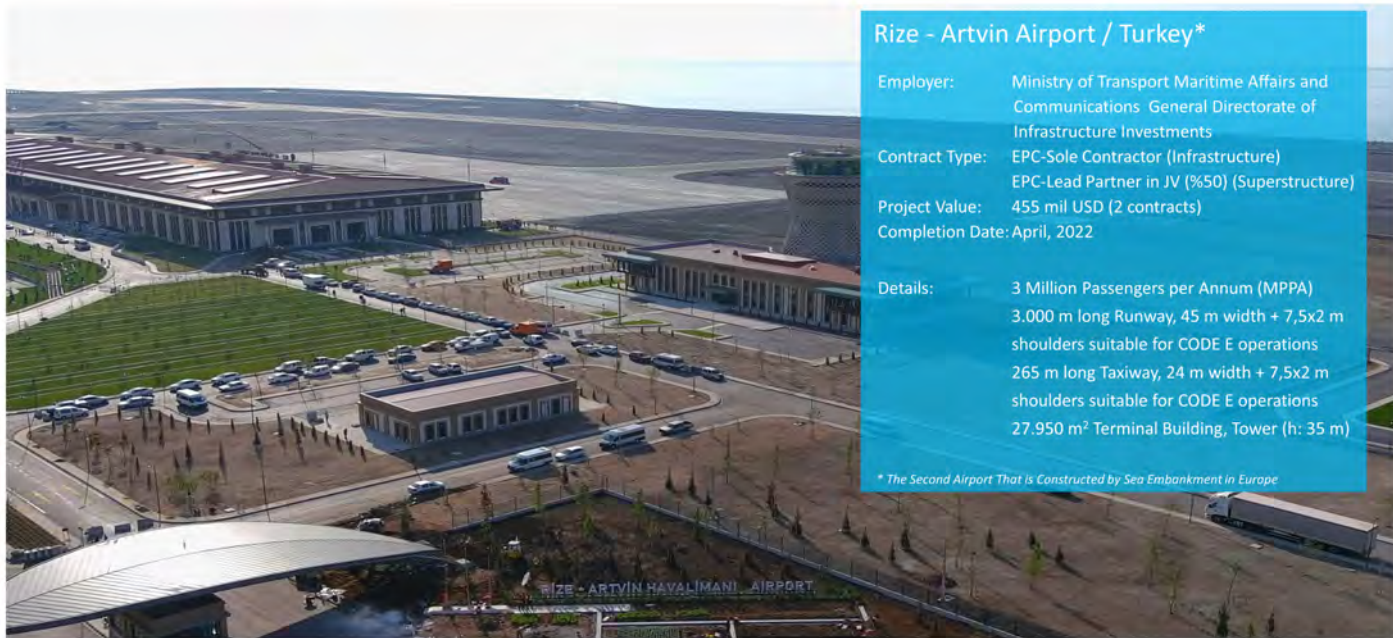 Rize - Artvin Airport / Turkey*
Employer: Ministry of Transport Maritime Affairs and
Communications General Directorate of
Infrastructure Investments
Contract Type: EPC-Sole Contractor (Infrastructure)
EPC-Lead Partner in JV (%50) (Superstructure)
Project Value: 455 mil USD (2 contracts)
Completion Date: April, 2022
Details: 3 Million Passengers per Annum (MPPA)
3.000 m long Runway, 45 m width + 7,5x2 m
shoulders suitable for CODE E operations
265 m long Taxiway, 24 m width + 7,5x2 m
shoulders suitable for CODE E operations
27.950 m² Terminal Building, Tower (h: 35 m)
* The Second Airport That is Constructed by Sea Embankment in Europe
RİZE - ARTVİN HAVALİMANI AIRPORT